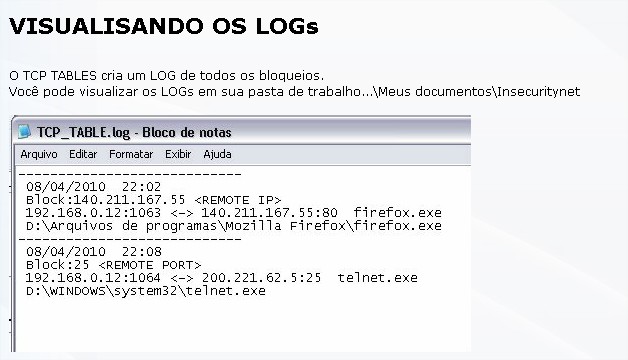 VISUALISANDO OS LOGs
O TCP TABLES cria um LOG de todos os bloqueios.
Você pode visualizar os LOGs em sua pasta de trabalho...\Meus documentos\Insecuritynet
TCP_TABLE.log - Bloco de notas
Arquivo Editar Formatar Exibir Ajuda
----------------------------
08/04/2010 22:02
Block:140.211.167.55 <REMOTE IP>
192.168.0.12:1063 <-> 140.211.167.55:80 firefox.exe
D:\Arquivos de programas\Mozilla Firefox\firefox.exe
----------------------------
08/04/2010 22:08
Block:25 <REMOTE PORT>
192.168.0.12:1064 <-> 200.221.62.5:25 telnet.exe
D:\WINDOWS\system32\telnet.exe